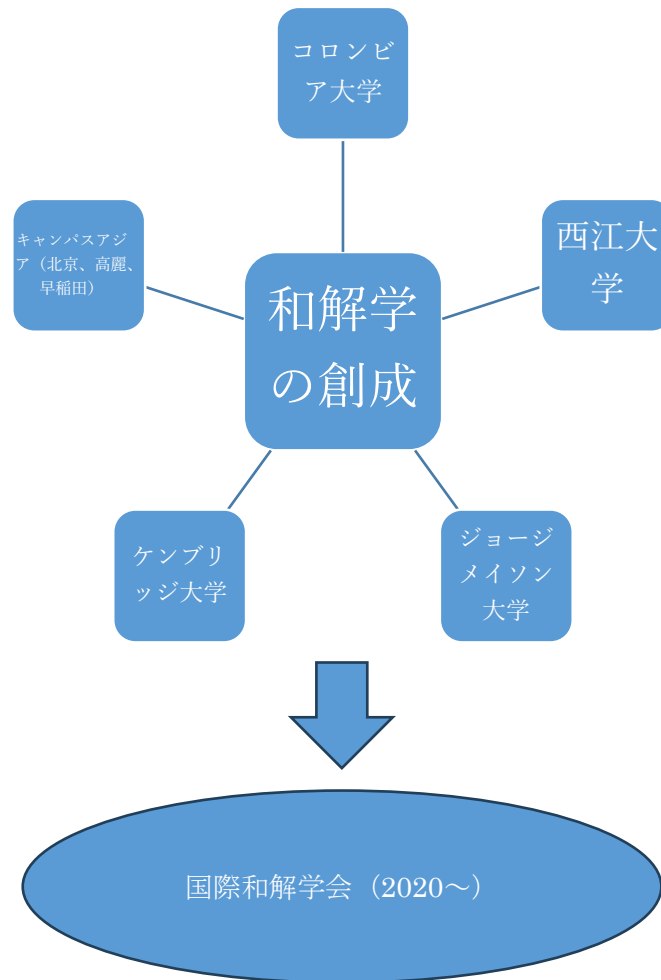 コロンビ
ア大学
キャンパスアジ
ア（北京、高麗、
早稲田）
西江大
学
和解学
の創成
ケンブリ
ッジ大学
ジョージ
メイソン
大学
国際和解学会（2020～）